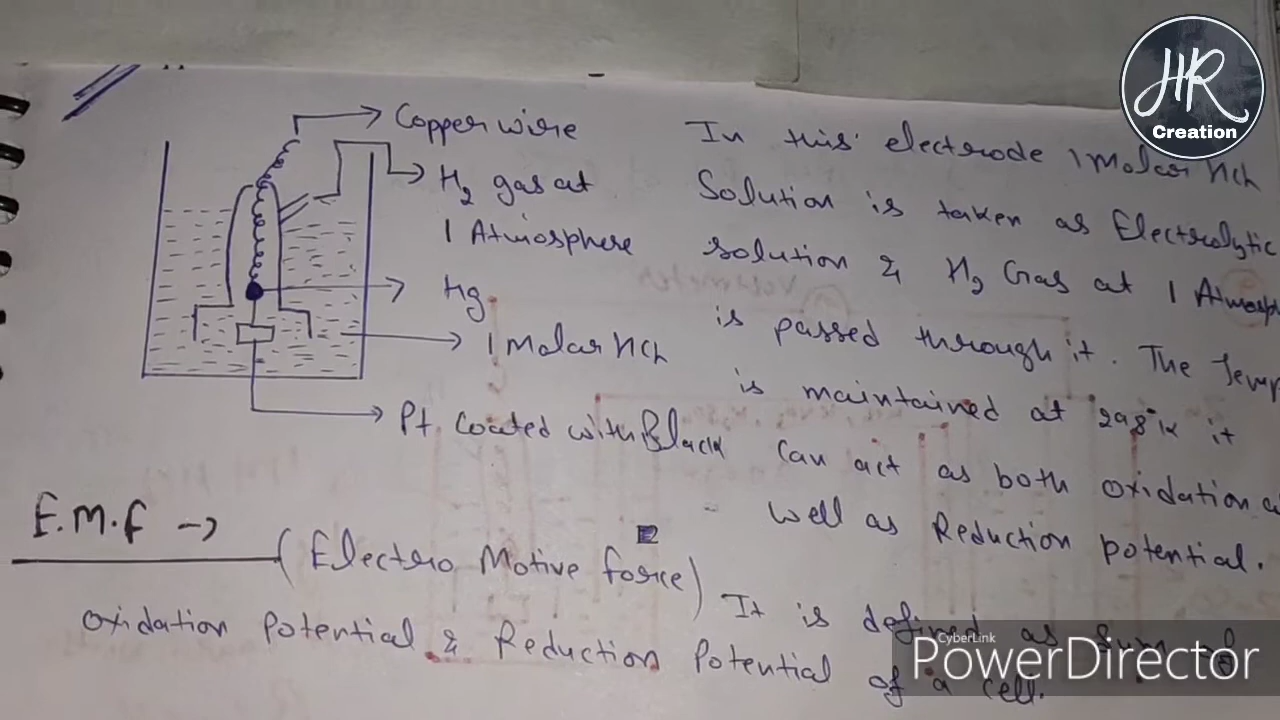 HR
Creation
Copper wire
H2 gas at
1 Atmosphere
Hg
1 Molar HCl
Pt. Coated with Black
In this electrode 1 Molar HCl
Solution is taken as Electrolytic
solution & H2 Gas at 1 Atmosph
is passed through it. The Temp
is maintained at 298°K it
can act as both oxidation a
well as Reduction potential.
E.M.F →
(Electro Motive force) It is defined as Sum of
oxidation Potential & Reduction Potential of a cell.
CyberLink
PowerDirector